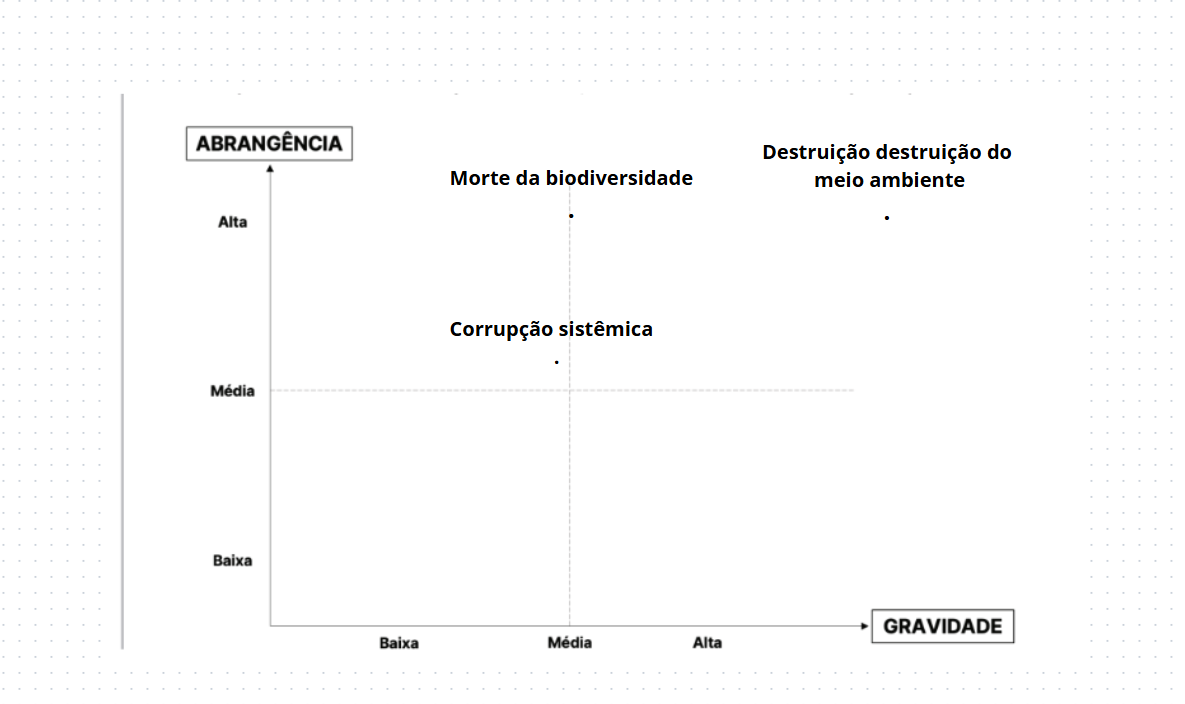 ABRANGÊNCIA
Morte da biodiversidade
Destruição destruição do
meio ambiente
Alta
Corrupção sistêmica
Média
Baixa
GRAVIDADE
Baixa
Média
Alta